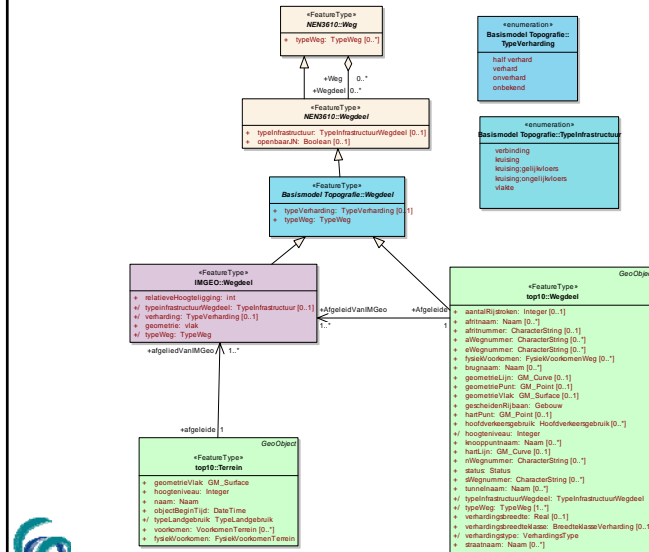 «FeatureType»
NEN3610::Weg
+ typeWeg: TypeWeg [0..*]
«enumeration»
Basismodel Topografie::
TypeVerharding
half verhard
verhard
onverhard
onbekend
+Weg 0..*
+Wegdeel 0..*
«FeatureType»
NEN3610::Wegdeel
+ typeInfrastructuur: TypeInfrastructuurWegdeel [0..1]
+ openbaarJN: Boolean [0..1]
«enumeration»
Basismodel Topografie::TypeInfrastructuur
verbinding
kruising
kruising;gelijkvloers
kruising;ongelijkvloers
vlakte
«FeatureType»
Basismodel Topografie::Wegdeel
+ typeVerharding: TypeVerharding [0..1]
+ typeWeg: TypeWeg
«FeatureType»
IMGEO::Wegdeel
+ relatieveHoogteligging: int
+/ typeinfrastructuurWegdeel: TypeInfrastructuur [0..1]
+/ verharding: TypeVerharding [0..1]
+ geometrie: vlak
+/ typeWeg: TypeWeg
+AfgeleidVanIMGeo
1..*
+Afgeleide
1
GeoObject
«FeatureType»
top10::Wegdeel
+ aantalRijstroken: Integer [0..1]
+ afritnaam: Naam [0..*]
+ afritnummer: CharacterString [0..1]
+ aWegnummer: CharacterString [0..*]
+ eWegnummer: CharacterString [0..*]
+ fysiekVoorkomen: FysiekVoorkomenWeg [0..*]
+ brugnaam: Naam [0..*]
+ geometrieLijn: GM_Curve [0..1]
+ geometriePunt: GM_Point [0..1]
+ geometrieVlak: GM_Surface [0..1]
+ gescheidenRijbaan: Gebouw
+ hartPunt: GM_Point [0..1]
+ hoofdverkeersgebruik: Hoofdverkeersgebruik [0..*]
+/ hoogteniveau: Integer
+ knooppuntnaam: Naam [0..*]
+ hartLijn: GM_Curve [0..1]
+ nWegnummer: CharacterString [0..*]
+ status: Status
+ sWegnummer: CharacterString [0..*]
+ tunnelnaam: Naam [0..*]
+/ typeInfrastructuurWegdeel: TypeInfrastructuurWegdeel
+/ typeWeg: TypeWeg [1..*]
+ verhardingsbreedte: Real [0..1]
+ verhardingsbreedteklasse: BreedteklasseVerharding [0..1
+/ verhardingstype: VerhardingsType
+ straatnaam: Naam [0..*]
+afgeliedVanIMGeo 1..*
+afgeleide 1
GeoObject
«FeatureType»
top10::Terrein
+ geometrieVlak: GM_Surface
+ hoogteniveau: Integer
+ naam: Naam
+ objectBeginTijd: DateTime
+/ typeLandgebruik: TypeLandgebruik
+ voorkomen: VoorkomenTerrein [0..*]
+ fysiekVoorkomen: FysiekVoorkomenTerrein